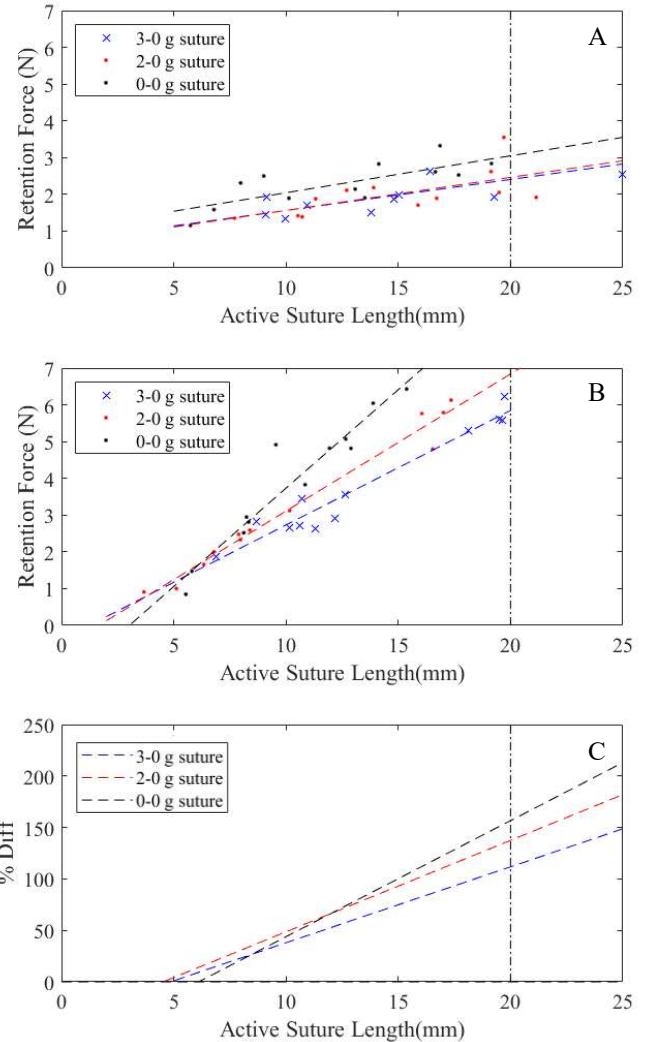 7
6
5
4
3
2
1
0
Retention Force (N)
3-0 g suture
2-0 g suture
0-0 g suture
A
0 5 10 15 20 25
Active Suture Length(mm)
7
6
5
4
3
2
1
0
Retention Force (N)
3-0 g suture
2-0 g suture
0-0 g suture
B
0 5 10 15 20 25
Active Suture Length(mm)
250
200
150
100
50
0
% Diff
3-0 g suture
2-0 g suture
0-0 g suture
C
0 5 10 15 20 25
Active Suture Length(mm)